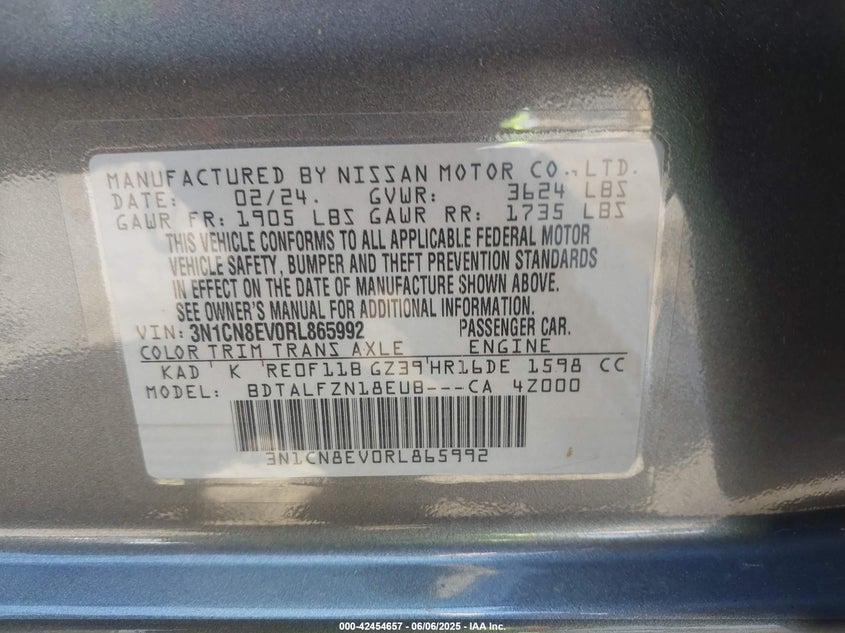 MANUFACTURED BY NISSAN MOTOR CO., LTD.
DATE: 02/24. GVWR: 3624 LBS
GAWR FR: 1905 LBS GAWR RR: 1735 LBS
THIS VEHICLE CONFORMS TO ALL APPLICABLE FEDERAL MOTOR
VEHICLE SAFETY, BUMPER AND THEFT PREVENTION STANDARDS
IN EFFECT ON THE DATE OF MANUFACTURE SHOWN ABOVE.
SEE OWNER'S MANUAL FOR ADDITIONAL INFORMATION.
VIN: 3N1CN8EV0RL865992 PASSENGER CAR.
COLOR TRIM TRANS AXLE ENGINE
KAD K RE0F11B GZ39 HR16DE 1598 CC
MODEL: BDTALFZN18EUB---CA 4Z000
3N1CN8EV0RL865992
000-42454657 - 06/06/2025 - IAA Inc.